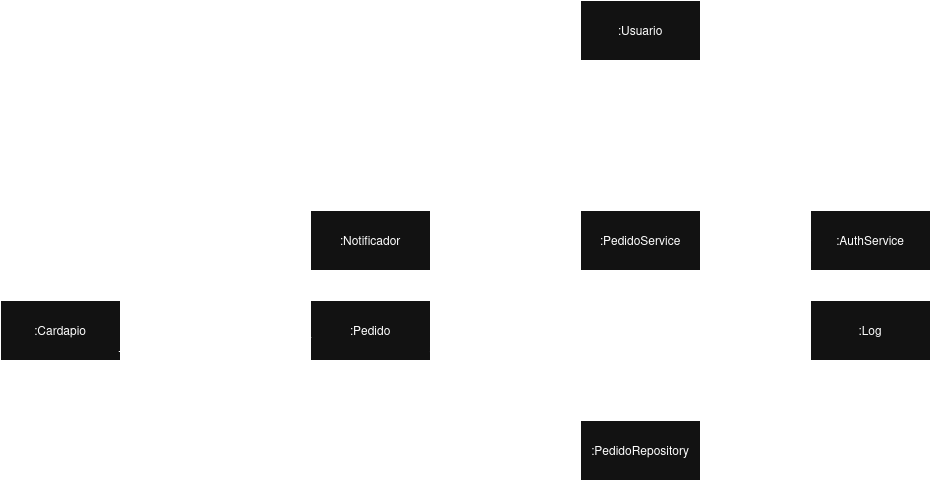 :Usuario
:Notificador
:PedidoService
:AuthService
:Cardapio
:Pedido
:Log
:PedidoRepository